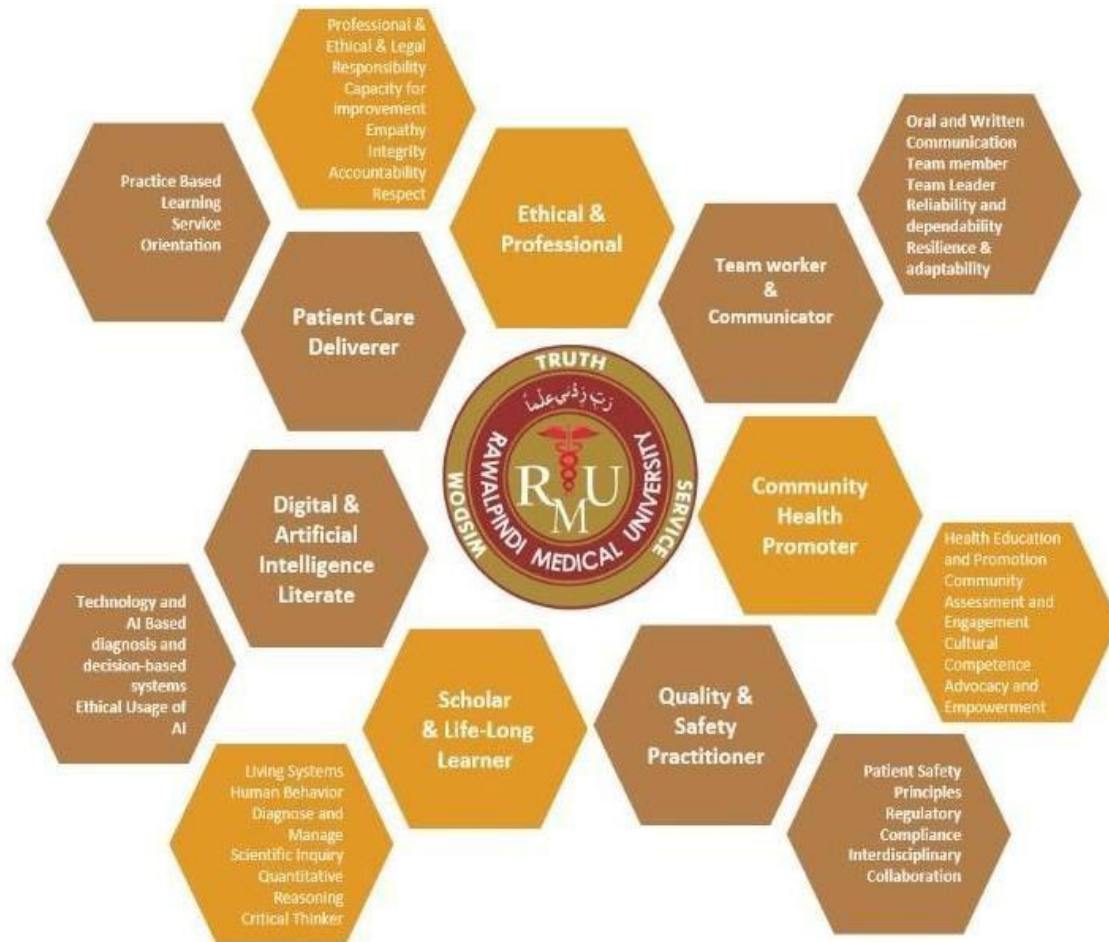 Professional &
Ethical & Legal
Responsibility
Capacity for
Improvement
Empathy
Integrity
Accountability
Respect
Practice Based
Learning
Service
Orientation
Ethical &
Professional
Oral and Written
Communication
Team member
Team Leader
Reliability and
dependability
Resilience &
adaptability
Patient Care
Deliverer
Team worker
&
Communicator
TRUTH
WISDOM
SERVICE
رَبِّ زِدْنِي عِلْماً
RAWALPINDI MEDICAL UNIVERSITY
RMU
Digital &
Artificial
Intelligence
Literate
Community
Health
Promoter
Technology and
AI Based
diagnosis and
decision-based
systems
Ethical Usage of
AI
Health Education
and Promotion
Community
Assessment and
Engagement
Cultural
Competence
Advocacy and
Empowerment
Scholar
& Life-Long
Learner
Quality &
Safety
Practitioner
Living Systems
Human Behavior
Diagnose and
Manage
Scientific Inquiry
Quantitative
Reasoning
Critical Thinker
Patient Safety
Principles
Regulatory
Compliance
Interdisciplinary
Collaboration